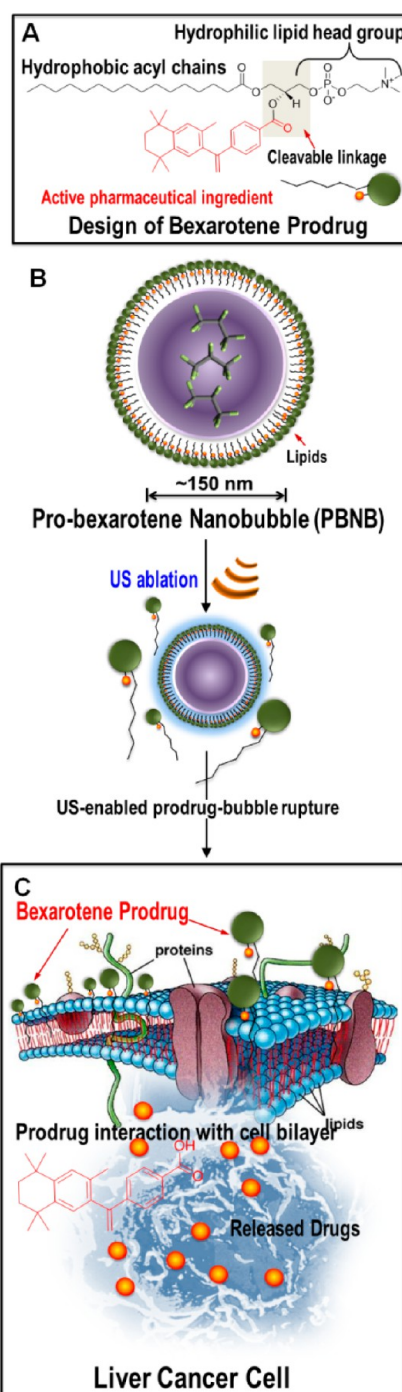 A
Hydrophilic lipid head group
Hydrophobic acyl chains
O
O
O
O
P
O
O⁻
N⁺
H
O
O
Cleavable linkage
Active pharmaceutical ingredient
Design of Bexarotene Prodrug
B
Lipids
~150 nm
Pro-bexarotene Nanobubble (PBNB)
US ablation
US-enabled prodrug-bubble rupture
C
Bexarotene Prodrug
proteins
lipids
Prodrug interaction with cell bilayer
OH
O
Released Drugs
Liver Cancer Cell